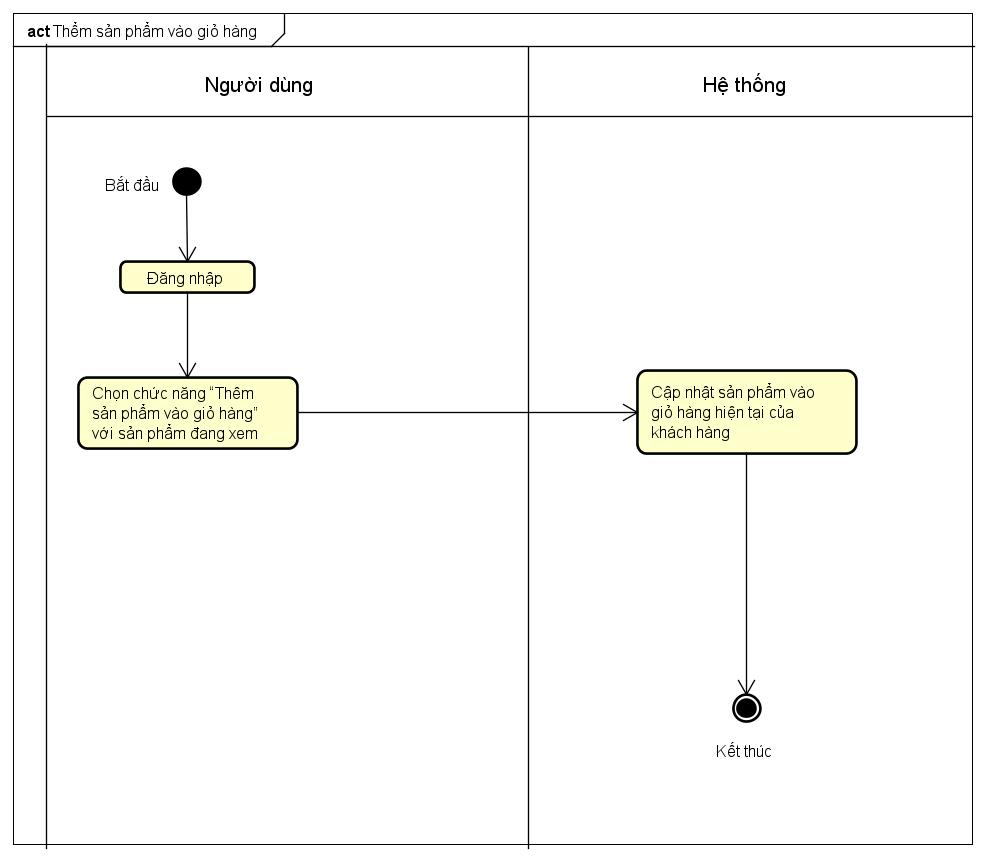 act Thểm sản phẩm vào giỏ hàng
Người dùng
Hệ thống
Bắt đầu
Đăng nhập
Chọn chức năng “Thêm
sản phẩm vào giỏ hàng”
với sản phẩm đang xem
Cập nhật sản phẩm vào
giỏ hàng hiện tại của
khách hàng
Kết thúc